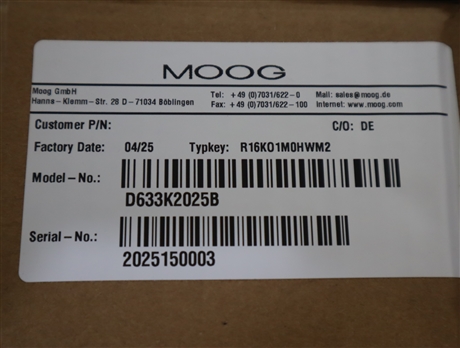 MOOG
Moog GmbH Tel: +49 (0)7031/622-0 Mail: sales@moog.de
Hanns-Klemm-Str. 28 D-71034 Böblingen Fax: +49 (0)7031/622-100 Internet: www.moog.com
Customer P/N: C/O: DE
Factory Date: 04/25 Typkey: R16KO1M0HWM2
Model-No.:
D633K2025B
Serial-No.:
2025150003